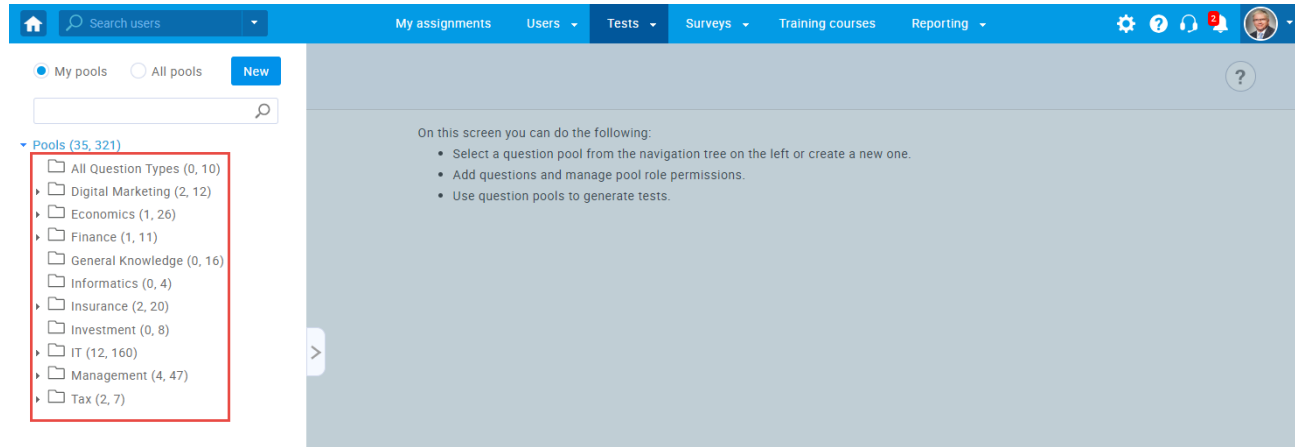 Search users
My assignments Users Tests Surveys Training courses Reporting
2
My pools All pools New
?
Pools (35, 321)
All Question Types (0, 10)
Digital Marketing (2, 12)
Economics (1, 26)
Finance (1, 11)
General Knowledge (0, 16)
Informatics (0, 4)
Insurance (2, 20)
Investment (0, 8)
IT (12, 160)
Management (4, 47)
Tax (2, 7)
On this screen you can do the following:
• Select a question pool from the navigation tree on the left or create a new one.
• Add questions and manage pool role permissions.
• Use question pools to generate tests.